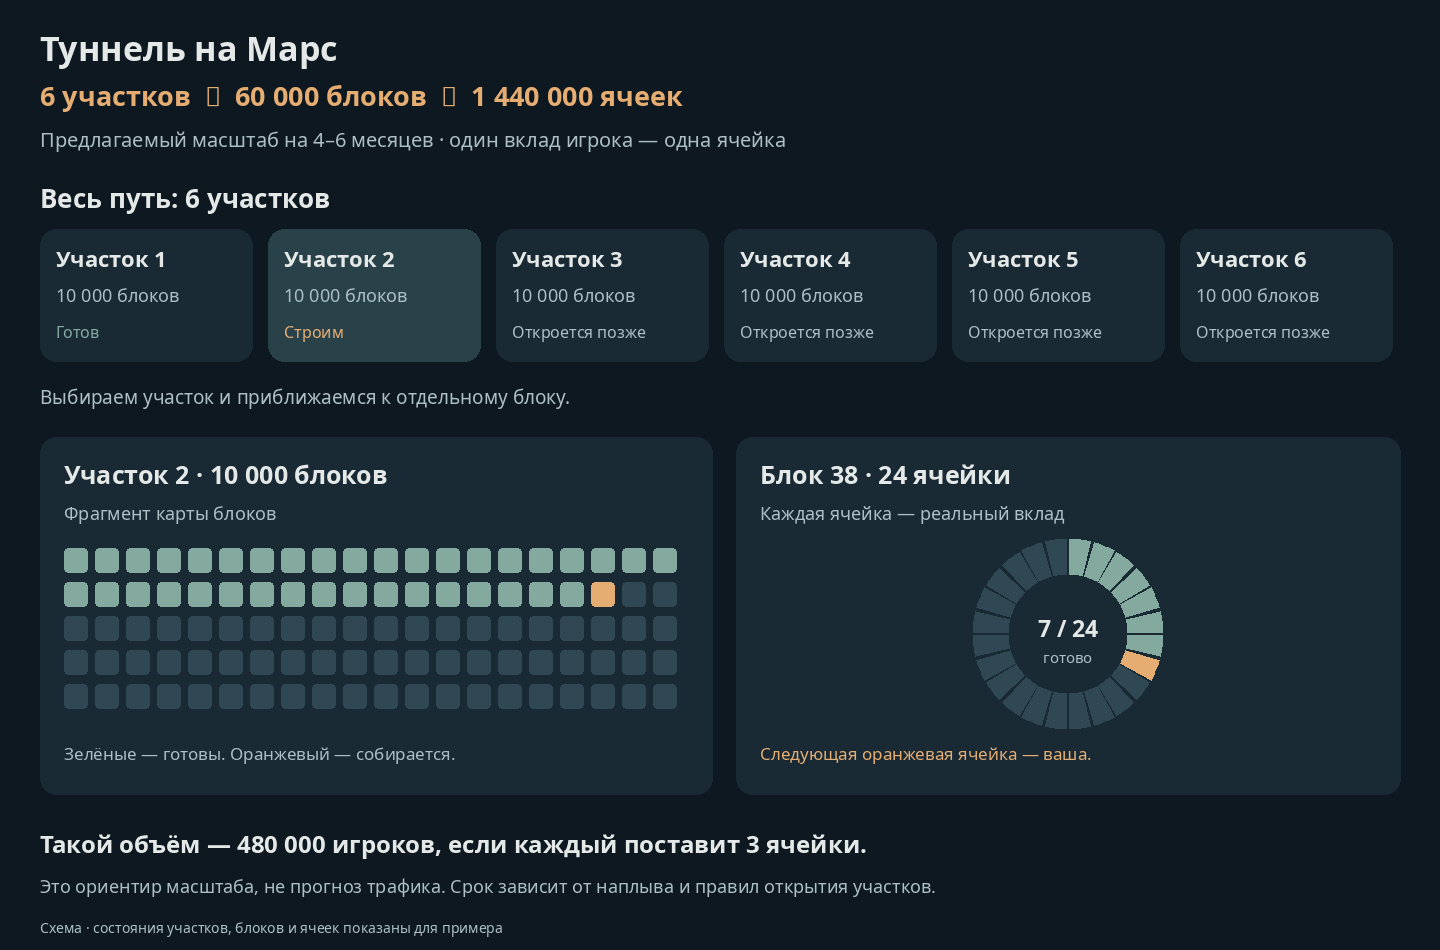 Туннель на Марс
6 участков ▯ 60 000 блоков ▯ 1 440 000 ячеек
Предлагаемый масштаб на 4–6 месяцев · один вклад игрока — одна ячейка
Весь путь: 6 участков
Участок 1
10 000 блоков
Готов
Участок 2
10 000 блоков
Строим
Участок 3
10 000 блоков
Откроется позже
Участок 4
10 000 блоков
Откроется позже
Участок 5
10 000 блоков
Откроется позже
Участок 6
10 000 блоков
Откроется позже
Выбираем участок и приближаемся к отдельному блоку.
Участок 2 · 10 000 блоков
Фрагмент карты блоков
Зелёные — готовы. Оранжевый — собирается.
Блок 38 · 24 ячейки
Каждая ячейка — реальный вклад
7 / 24
готово
Следующая оранжевая ячейка — ваша.
Такой объём — 480 000 игроков, если каждый поставит 3 ячейки.
Это ориентир масштаба, не прогноз трафика. Срок зависит от наплыва и правил открытия участков.
Схема · состояния участков, блоков и ячеек показаны для примера